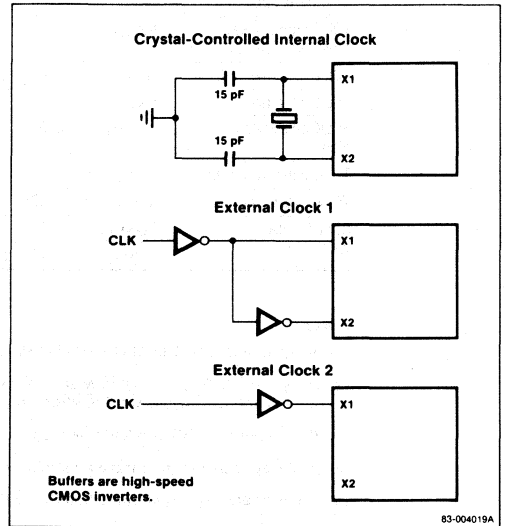 Crystal-Controlled Internal Clock
15 pF
X1
15 pF
X2
External Clock 1
CLK
X1
X2
External Clock 2
CLK
X1
X2
Buffers are high-speed
CMOS inverters.
83-004019A